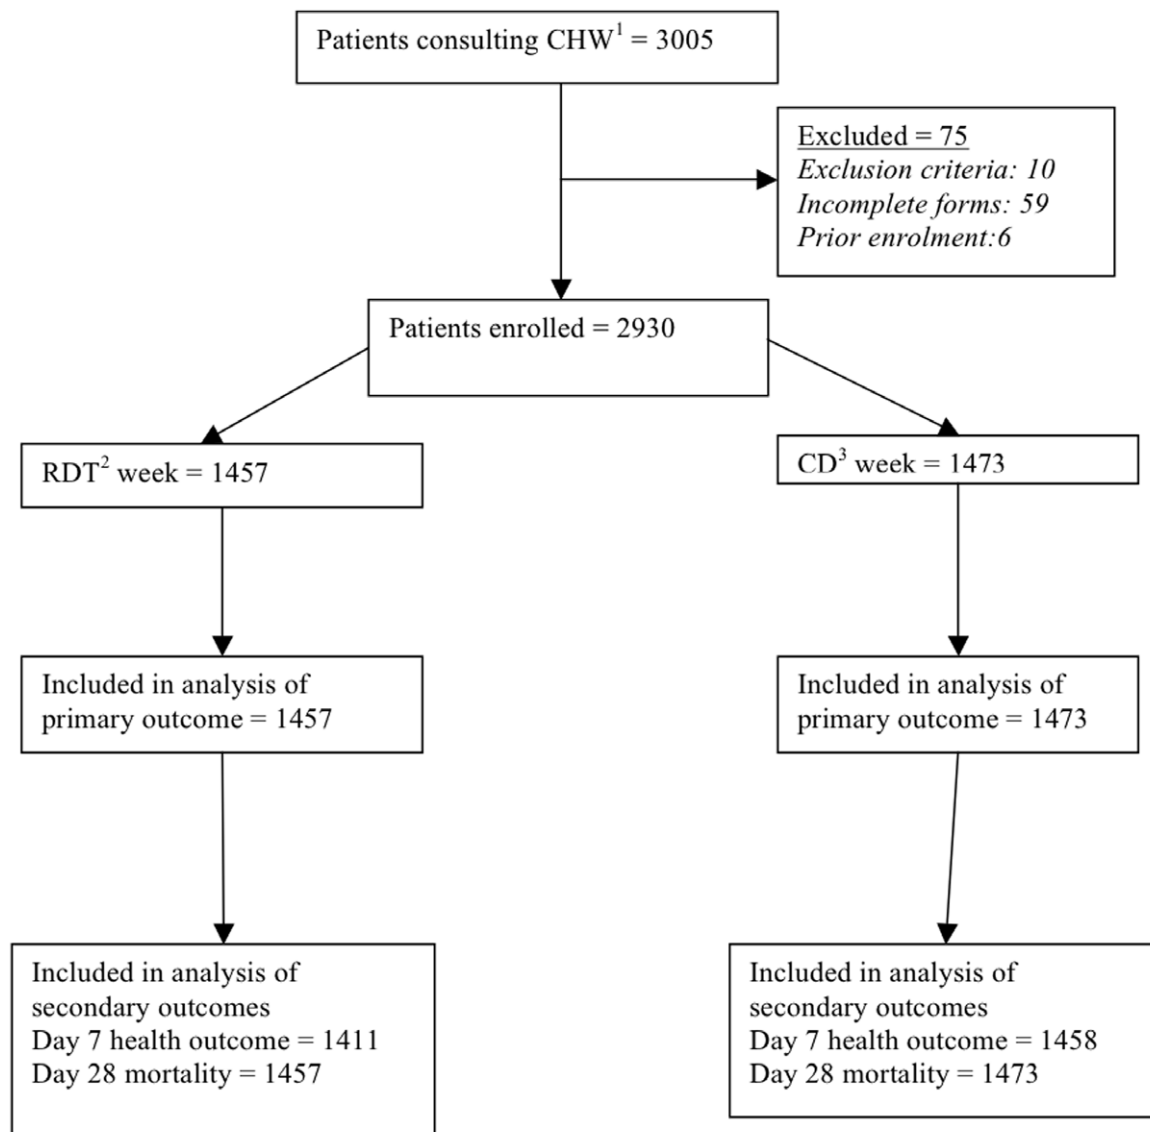 Patients consulting CHW¹ = 3005
Excluded = 75
Exclusion criteria: 10
Incomplete forms: 59
Prior enrolment:6
Patients enrolled = 2930
RDT² week = 1457
CD³ week = 1473
Included in analysis of
primary outcome = 1457
Included in analysis of
primary outcome = 1473
Included in analysis of
secondary outcomes
Day 7 health outcome = 1411
Day 28 mortality = 1457
Included in analysis of
secondary outcomes
Day 7 health outcome = 1458
Day 28 mortality = 1473